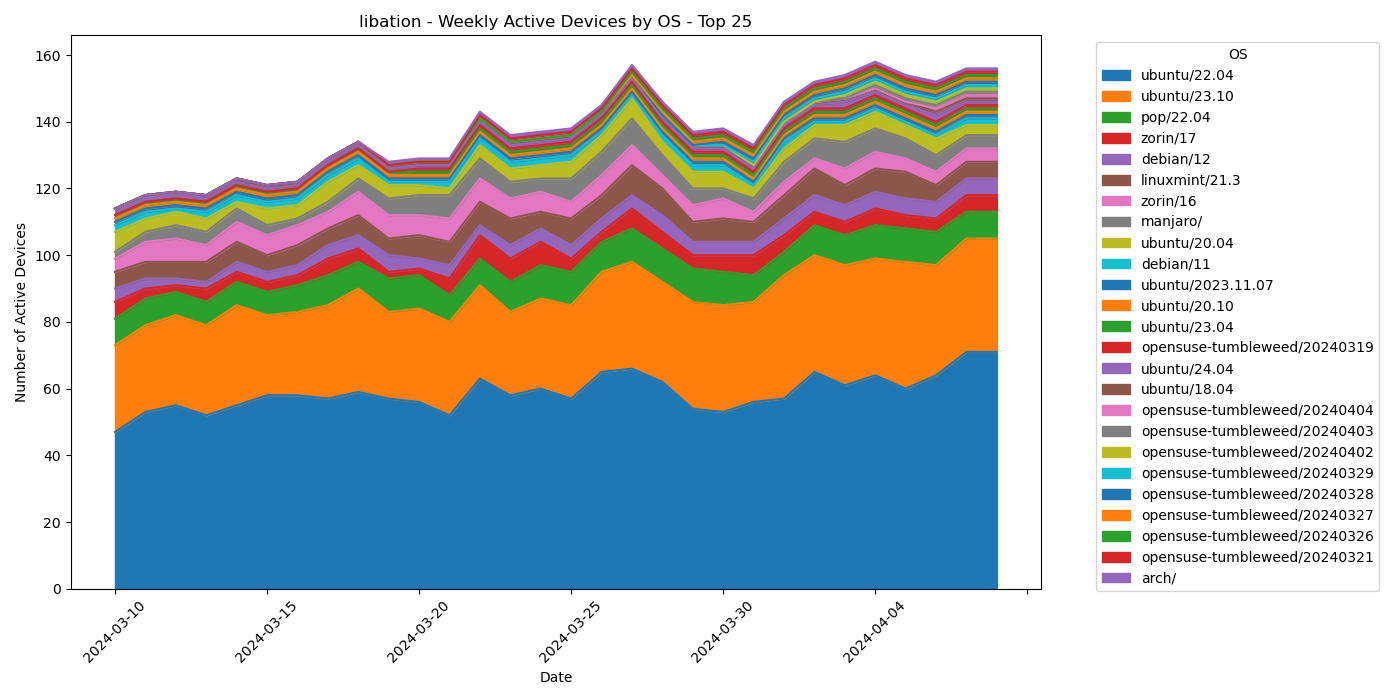 libation - Weekly Active Devices by OS - Top 25
160
140
120
100
80
60
40
20
0
Number of Active Devices
2024-03-10
2024-03-15
2024-03-20
2024-03-25
2024-03-30
2024-04-04
Date
OS
ubuntu/22.04
ubuntu/23.10
pop/22.04
zorin/17
debian/12
linuxmint/21.3
zorin/16
manjaro/
ubuntu/20.04
debian/11
ubuntu/2023.11.07
ubuntu/20.10
ubuntu/23.04
opensuse-tumbleweed/20240319
ubuntu/24.04
ubuntu/18.04
opensuse-tumbleweed/20240404
opensuse-tumbleweed/20240403
opensuse-tumbleweed/20240402
opensuse-tumbleweed/20240329
opensuse-tumbleweed/20240328
opensuse-tumbleweed/20240327
opensuse-tumbleweed/20240326
opensuse-tumbleweed/20240321
arch/